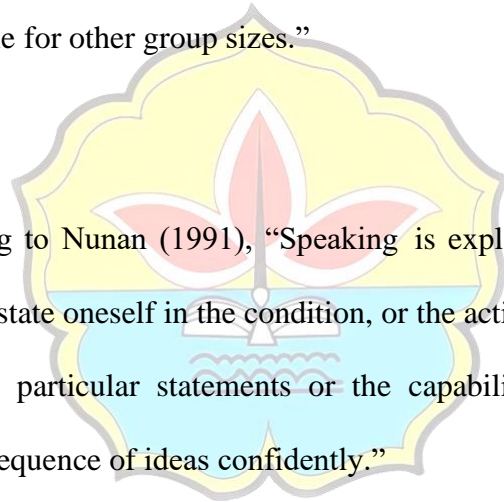 e for other group sizes.”
g to Nunan (1991), “Speaking is expl
state oneself in the condition, or the acti
particular statements or the capabili
equence of ideas confidently.”